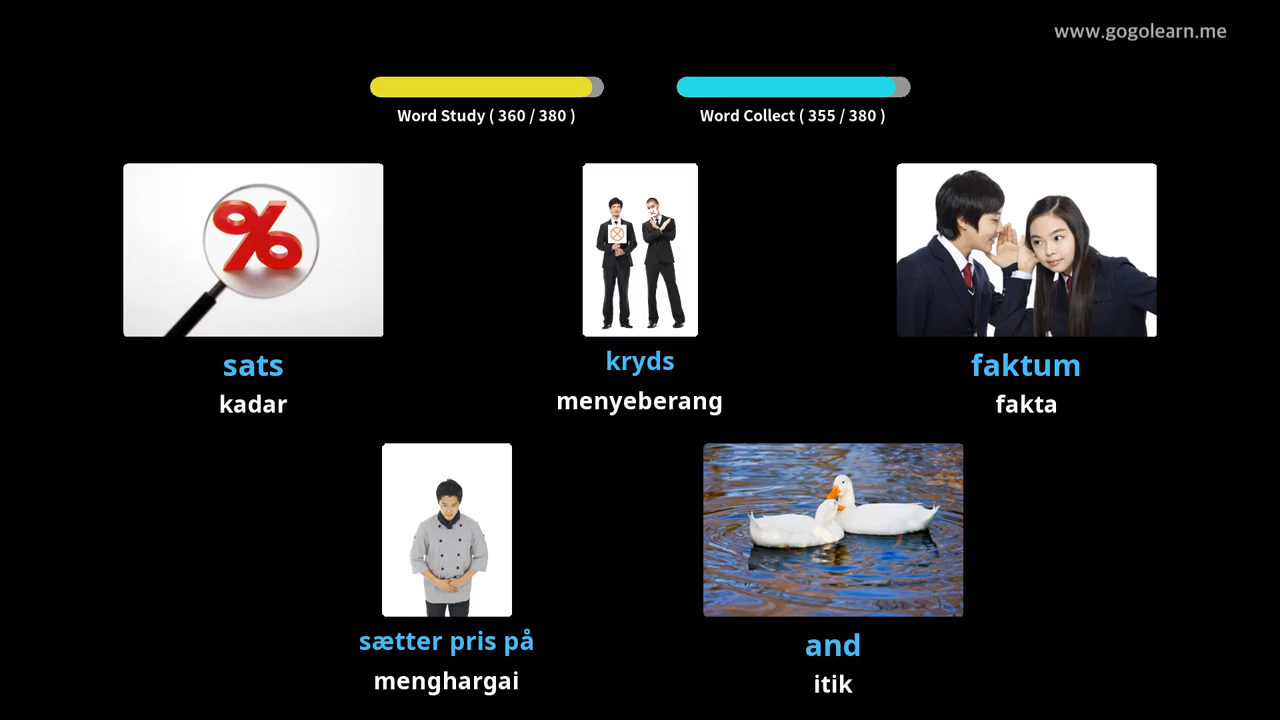 www.gogolearn.me
Word Study ( 360 / 380 )
Word Collect ( 355 / 380 )
%
sats
kadar
kryds
menyeberang
faktum
fakta
sætter pris på
menghargai
and
itik